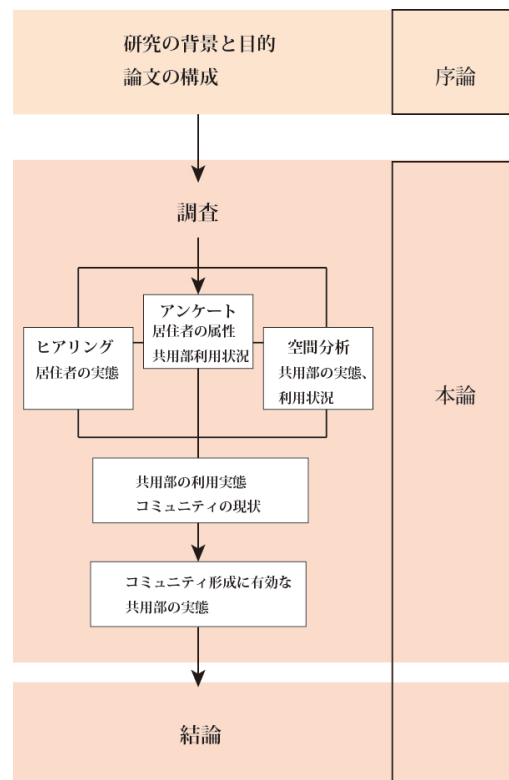 研究の背景と目的
論文の構成
序論
調査
アンケート
居住者の属性
共用部利用状況
ヒアリング
居住者の実態
空間分析
共用部の実態、
利用状況
本論
共用部の利用実態
コミュニティの現状
コミュニティ形成に有効な
共用部の実態
結論